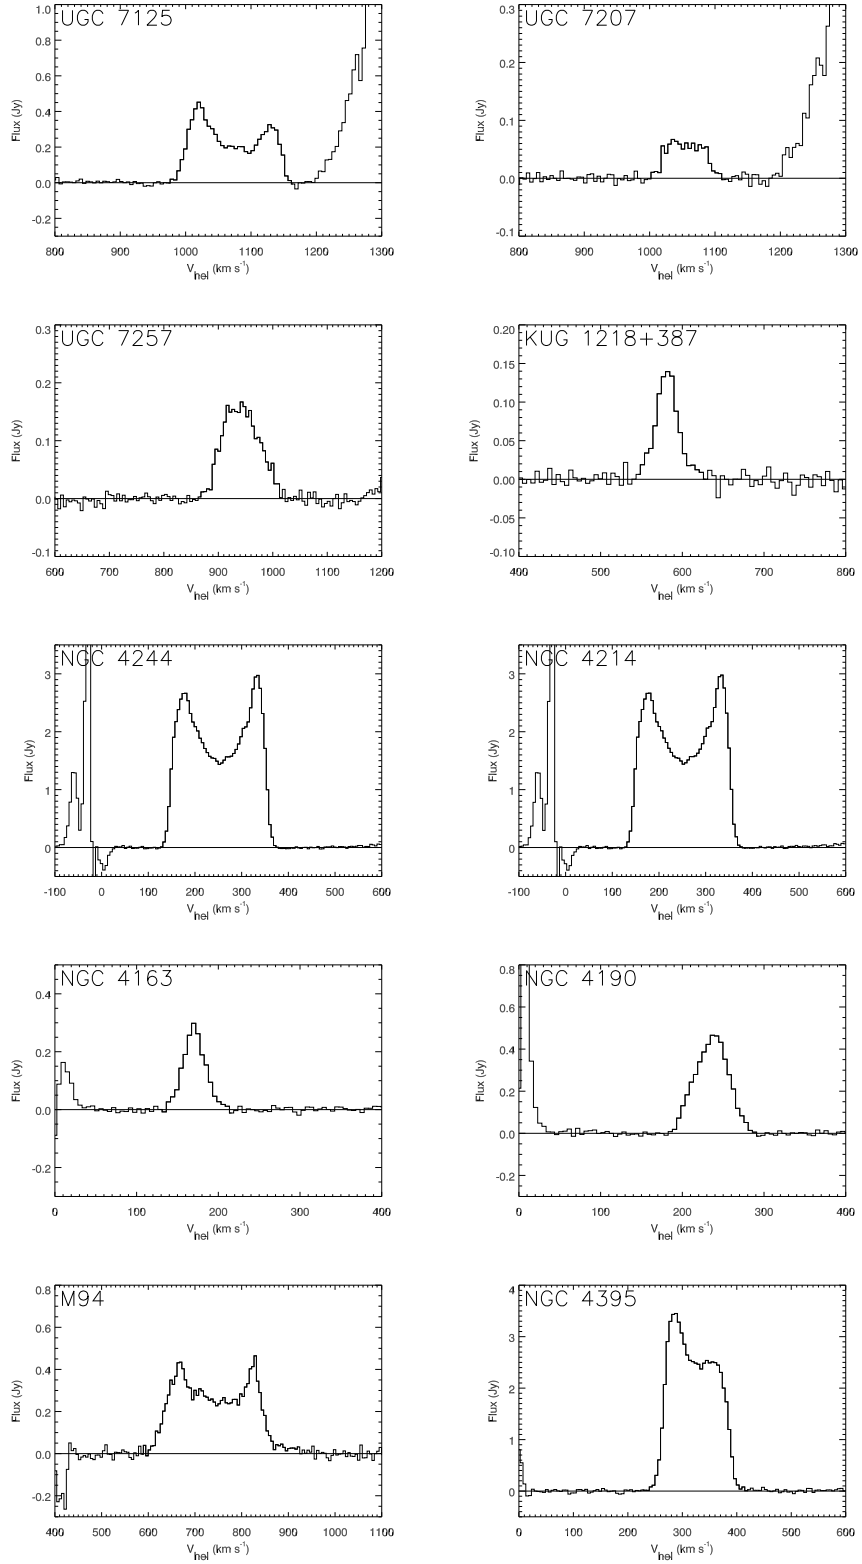 UGC 7125
1.0
0.8
0.6
0.4
0.2
0.0
-0.2
Flux (Jy)
800 900 1000 1100 1200 1300
V_hel (km s^-1)
UGC 7207
0.3
0.2
0.1
0.0
-0.1
Flux (Jy)
800 900 1000 1100 1200 1300
V_hel (km s^-1)
UGC 7257
0.3
0.2
0.1
0.0
-0.1
Flux (Jy)
600 700 800 900 1000 1100 1200
V_hel (km s^-1)
KUG 1218+387
0.20
0.15
0.10
0.05
0.00
-0.05
-0.10
Flux (Jy)
400 500 600 700 800
V_hel (km s^-1)
NGC 4244
3
2
1
0
Flux (Jy)
-100 0 100 200 300 400 500 600
V_hel (km s^-1)
NGC 4214
3
2
1
0
Flux (Jy)
-100 0 100 200 300 400 500 600
V_hel (km s^-1)
NGC 4163
0.4
0.2
0.0
-0.2
Flux (Jy)
0 100 200 300 400
V_hel (km s^-1)
NGC 4190
0.8
0.6
0.4
0.2
0.0
-0.2
Flux (Jy)
0 100 200 300 400
V_hel (km s^-1)
M94
0.8
0.6
0.4
0.2
0.0
-0.2
Flux (Jy)
400 500 600 700 800 900 1000 1100
V_hel (km s^-1)
NGC 4395
4
3
2
1
0
Flux (Jy)
0 100 200 300 400 500 600
V_hel (km s^-1)